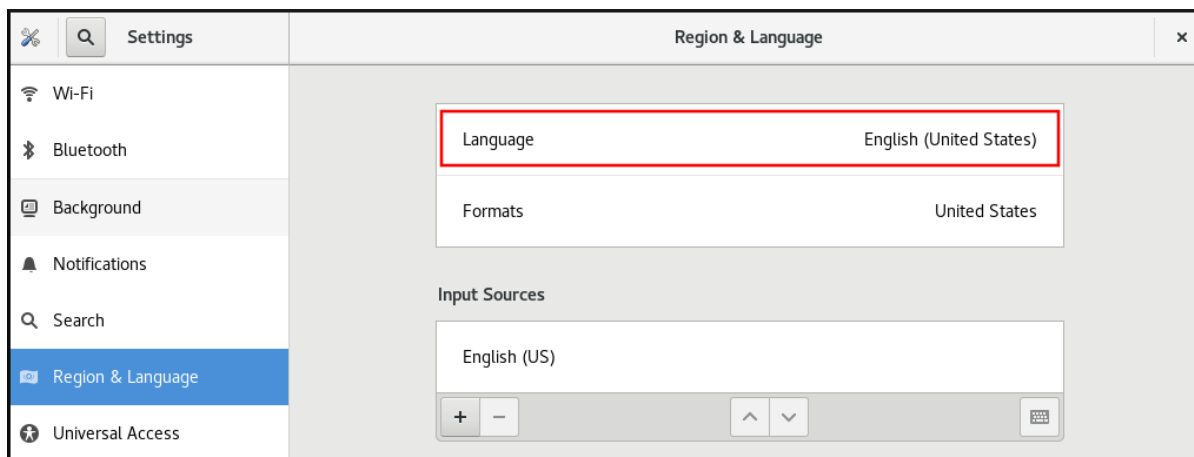 Settings
Region & Language
Wi-Fi
Bluetooth
Background
Notifications
Search
Region & Language
Universal Access
Language English (United States)
Formats United States
Input Sources
English (US)